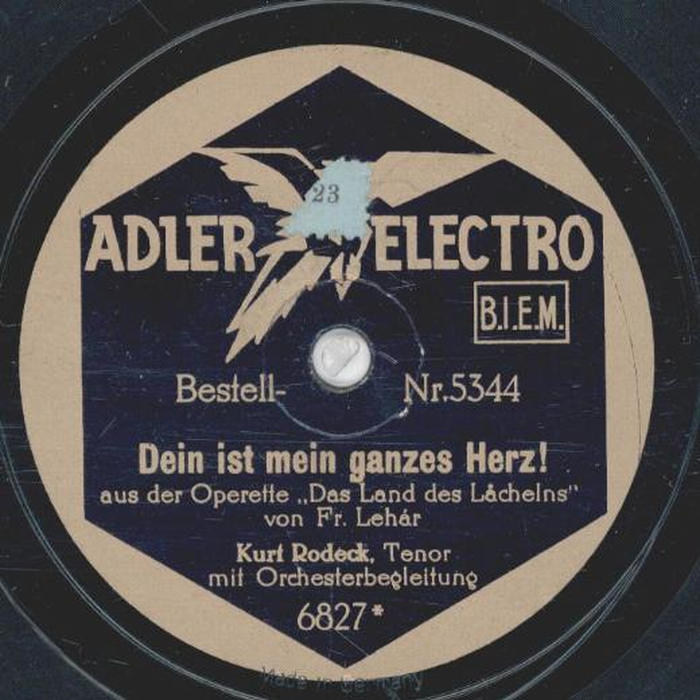 23
ADLER ELECTRO
B.I.E.M.
Bestell- Nr.5344
Dein ist mein ganzes Herz!
aus der Operette „Das Land des Lächelns"
von Fr. Lehár
Kurt Rodeck, Tenor
mit Orchesterbegleitung
6827*
Made in Germany